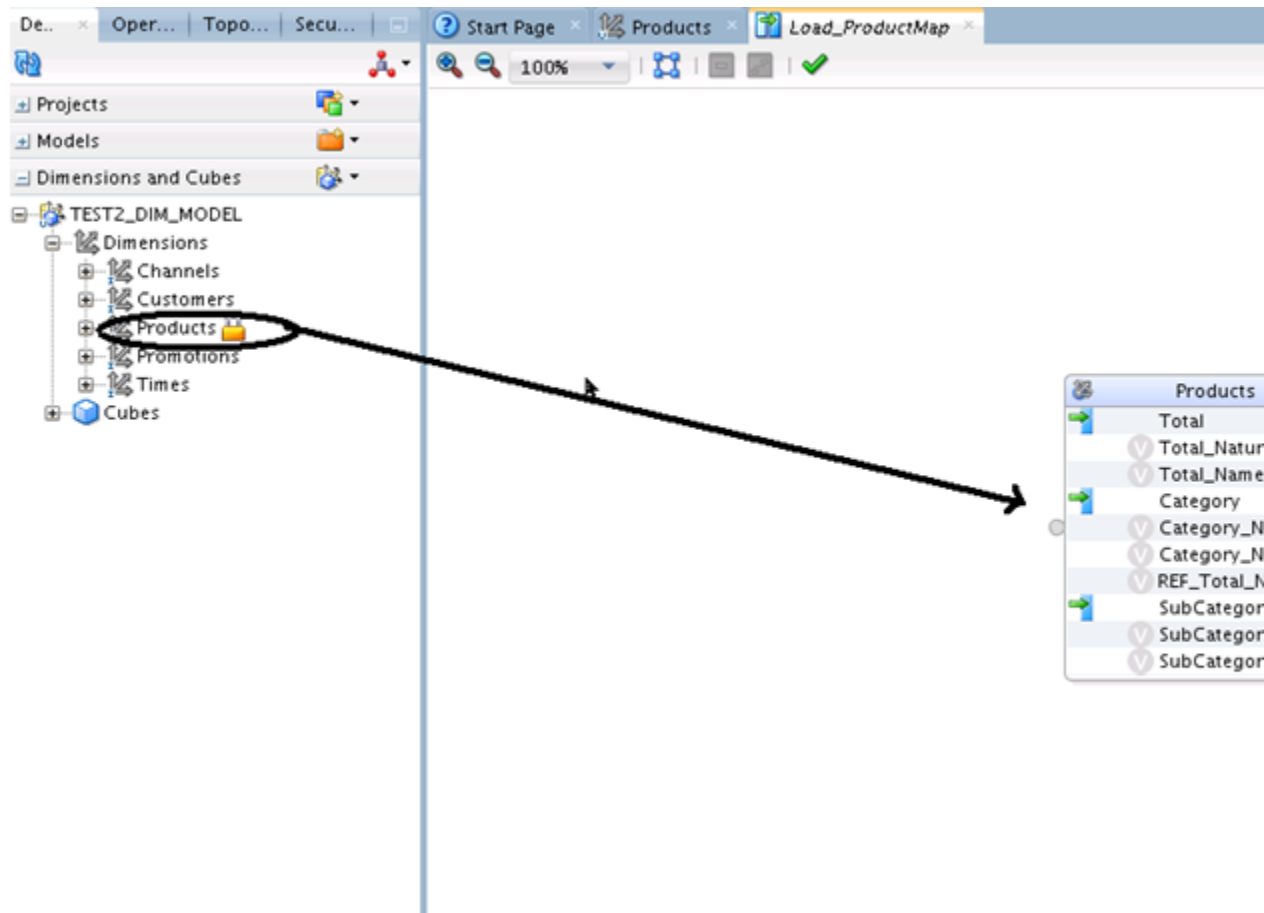 De.. Oper... Topo... Secu...
Start Page Products Load_ProductMap
100%
Projects
Models
Dimensions and Cubes
TEST2_DIM_MODEL
Dimensions
Channels
Customers
Products
Promotions
Times
Cubes
Products
Total
V Total_Natur
V Total_Name
Category
V Category_N
V Category_N
V REF_Total_N
SubCategor
V SubCategor
V SubCategor